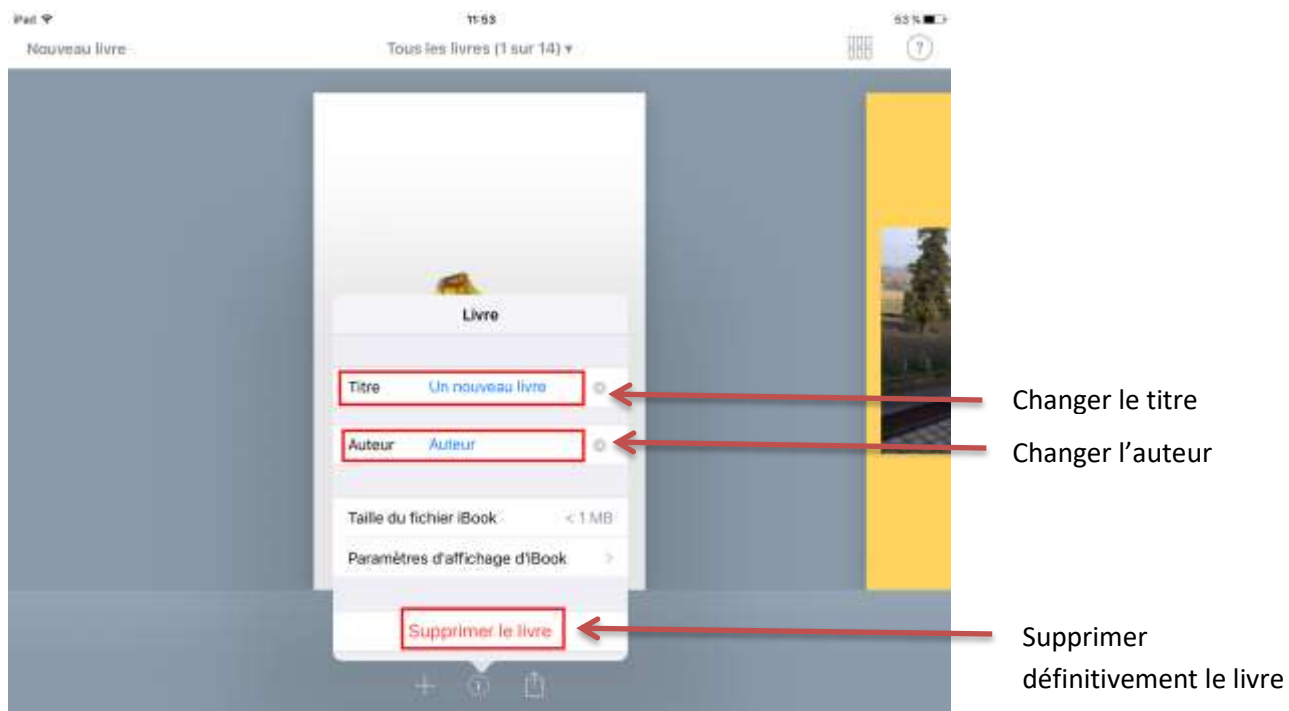 iPad 11:53 53 %
Nouveau livre Tous les livres (1 sur 14) ▾ ?
Livre
Titre Un nouveau livre
Auteur Auteur
Taille du fichier iBook < 1 MB
Paramètres d'affichage d'iBook >
Supprimer le livre
Changer le titre
Changer l’auteur
Supprimer
définitivement le livre